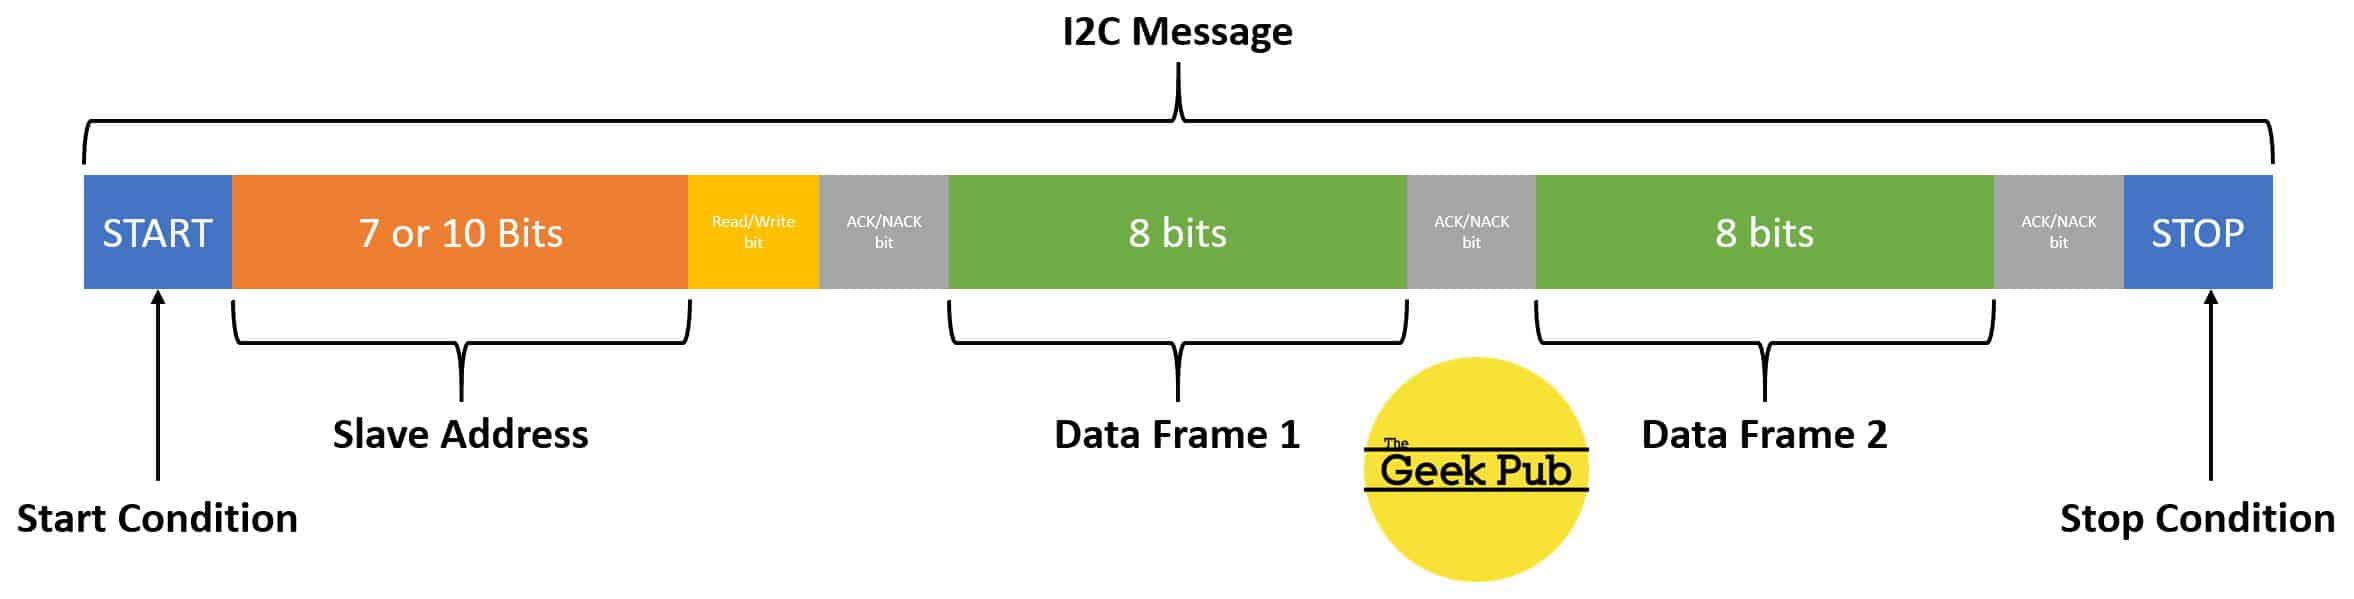 I2C Message
START
7 or 10 Bits
Read/Write
bit
ACK/NACK
bit
8 bits
ACK/NACK
bit
8 bits
ACK/NACK
bit
STOP
Slave Address
Data Frame 1
Data Frame 2
The
Geek Pub
Start Condition
Stop Condition